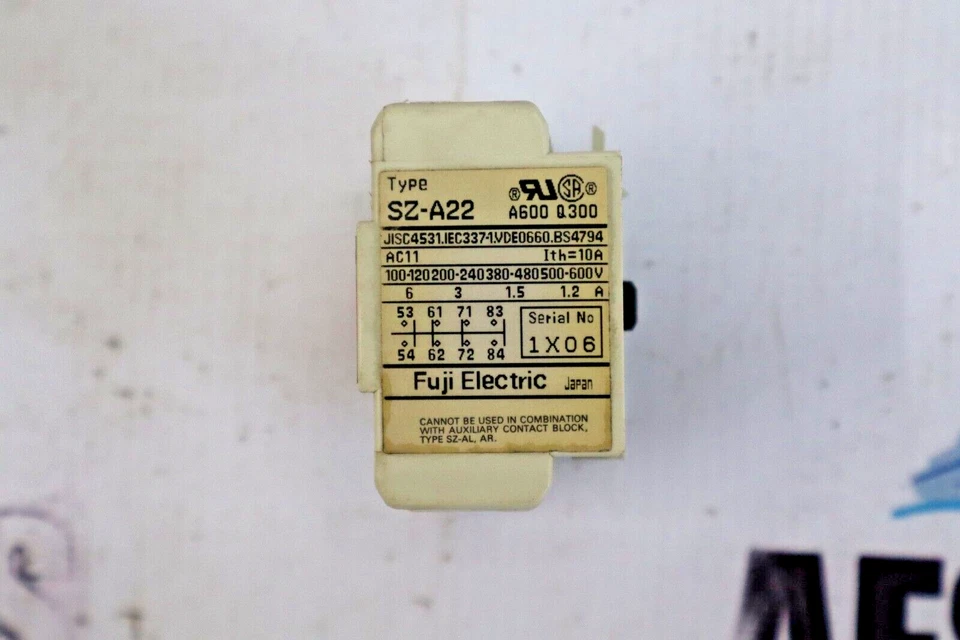 Type
SZ-A22
® RU SA ®
A600 Q300
JISC4531.IEC337-1.VDE0660.BS4794
AC11 Ith=10A
100-120 200-240 380-480 500-600V
6 3 1.5 1.2 A
53 61 71 83
54 62 72 84
Serial No
1X06
Fuji Electric Japan
CANNOT BE USED IN COMBINATION
WITH AUXILIARY CONTACT BLOCK,
TYPE SZ-AL, AR.